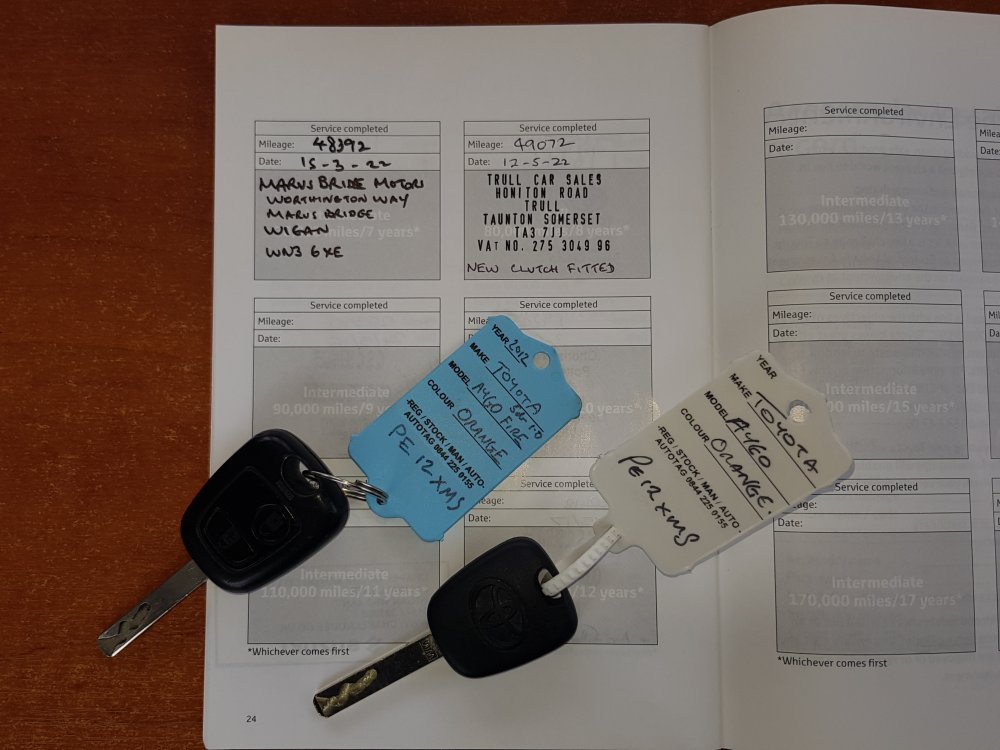 Service completed
Mileage: 48392
Date: 15-3-22
MARUS BRIDE MOTORS
WORTHINGTON WAY
MARUS BRIDGE
WIGAN
WN3 6XE
Service completed
Mileage: 49072
Date: 12-5-22
TRULL CAR SALES
HONITON ROAD
TRULL
TAUNTON SOMERSET
TA3 7JJ
VAT NO. 275 3049 96
NEW CLUTCH FITTED
Service completed
Mileage:
Date:
Intermediate
90,000 miles/9
Service completed
Intermediate
110,000 miles/11 years*
Service completed
Date:
/12 years*
*Whichever comes first
24
YEAR 2012
MAKE TOYOTA
MODEL AYGO FIRE
COLOUR ORANGE
-REG / STOCK / MAN / AUTO-
AUTOTAG 0844 225 0155
PE 12 XMS
YEAR
MAKE TOYOTA
MODEL AYGO
COLOUR ORANGE.
-REG / STOCK / MAN / AUTO-
AUTOTAG 0844 225 0155
PE12 XMS
Service completed
Mileage:
Date:
Intermediate
130,000 miles/13 years*
Service completed
Mileage:
Date:
Intermediate
/15 years*
Service completed
Mileage:
Date:
Intermediate
170,000 miles/17 years*
*Whichever comes first
Mileage:
Date: